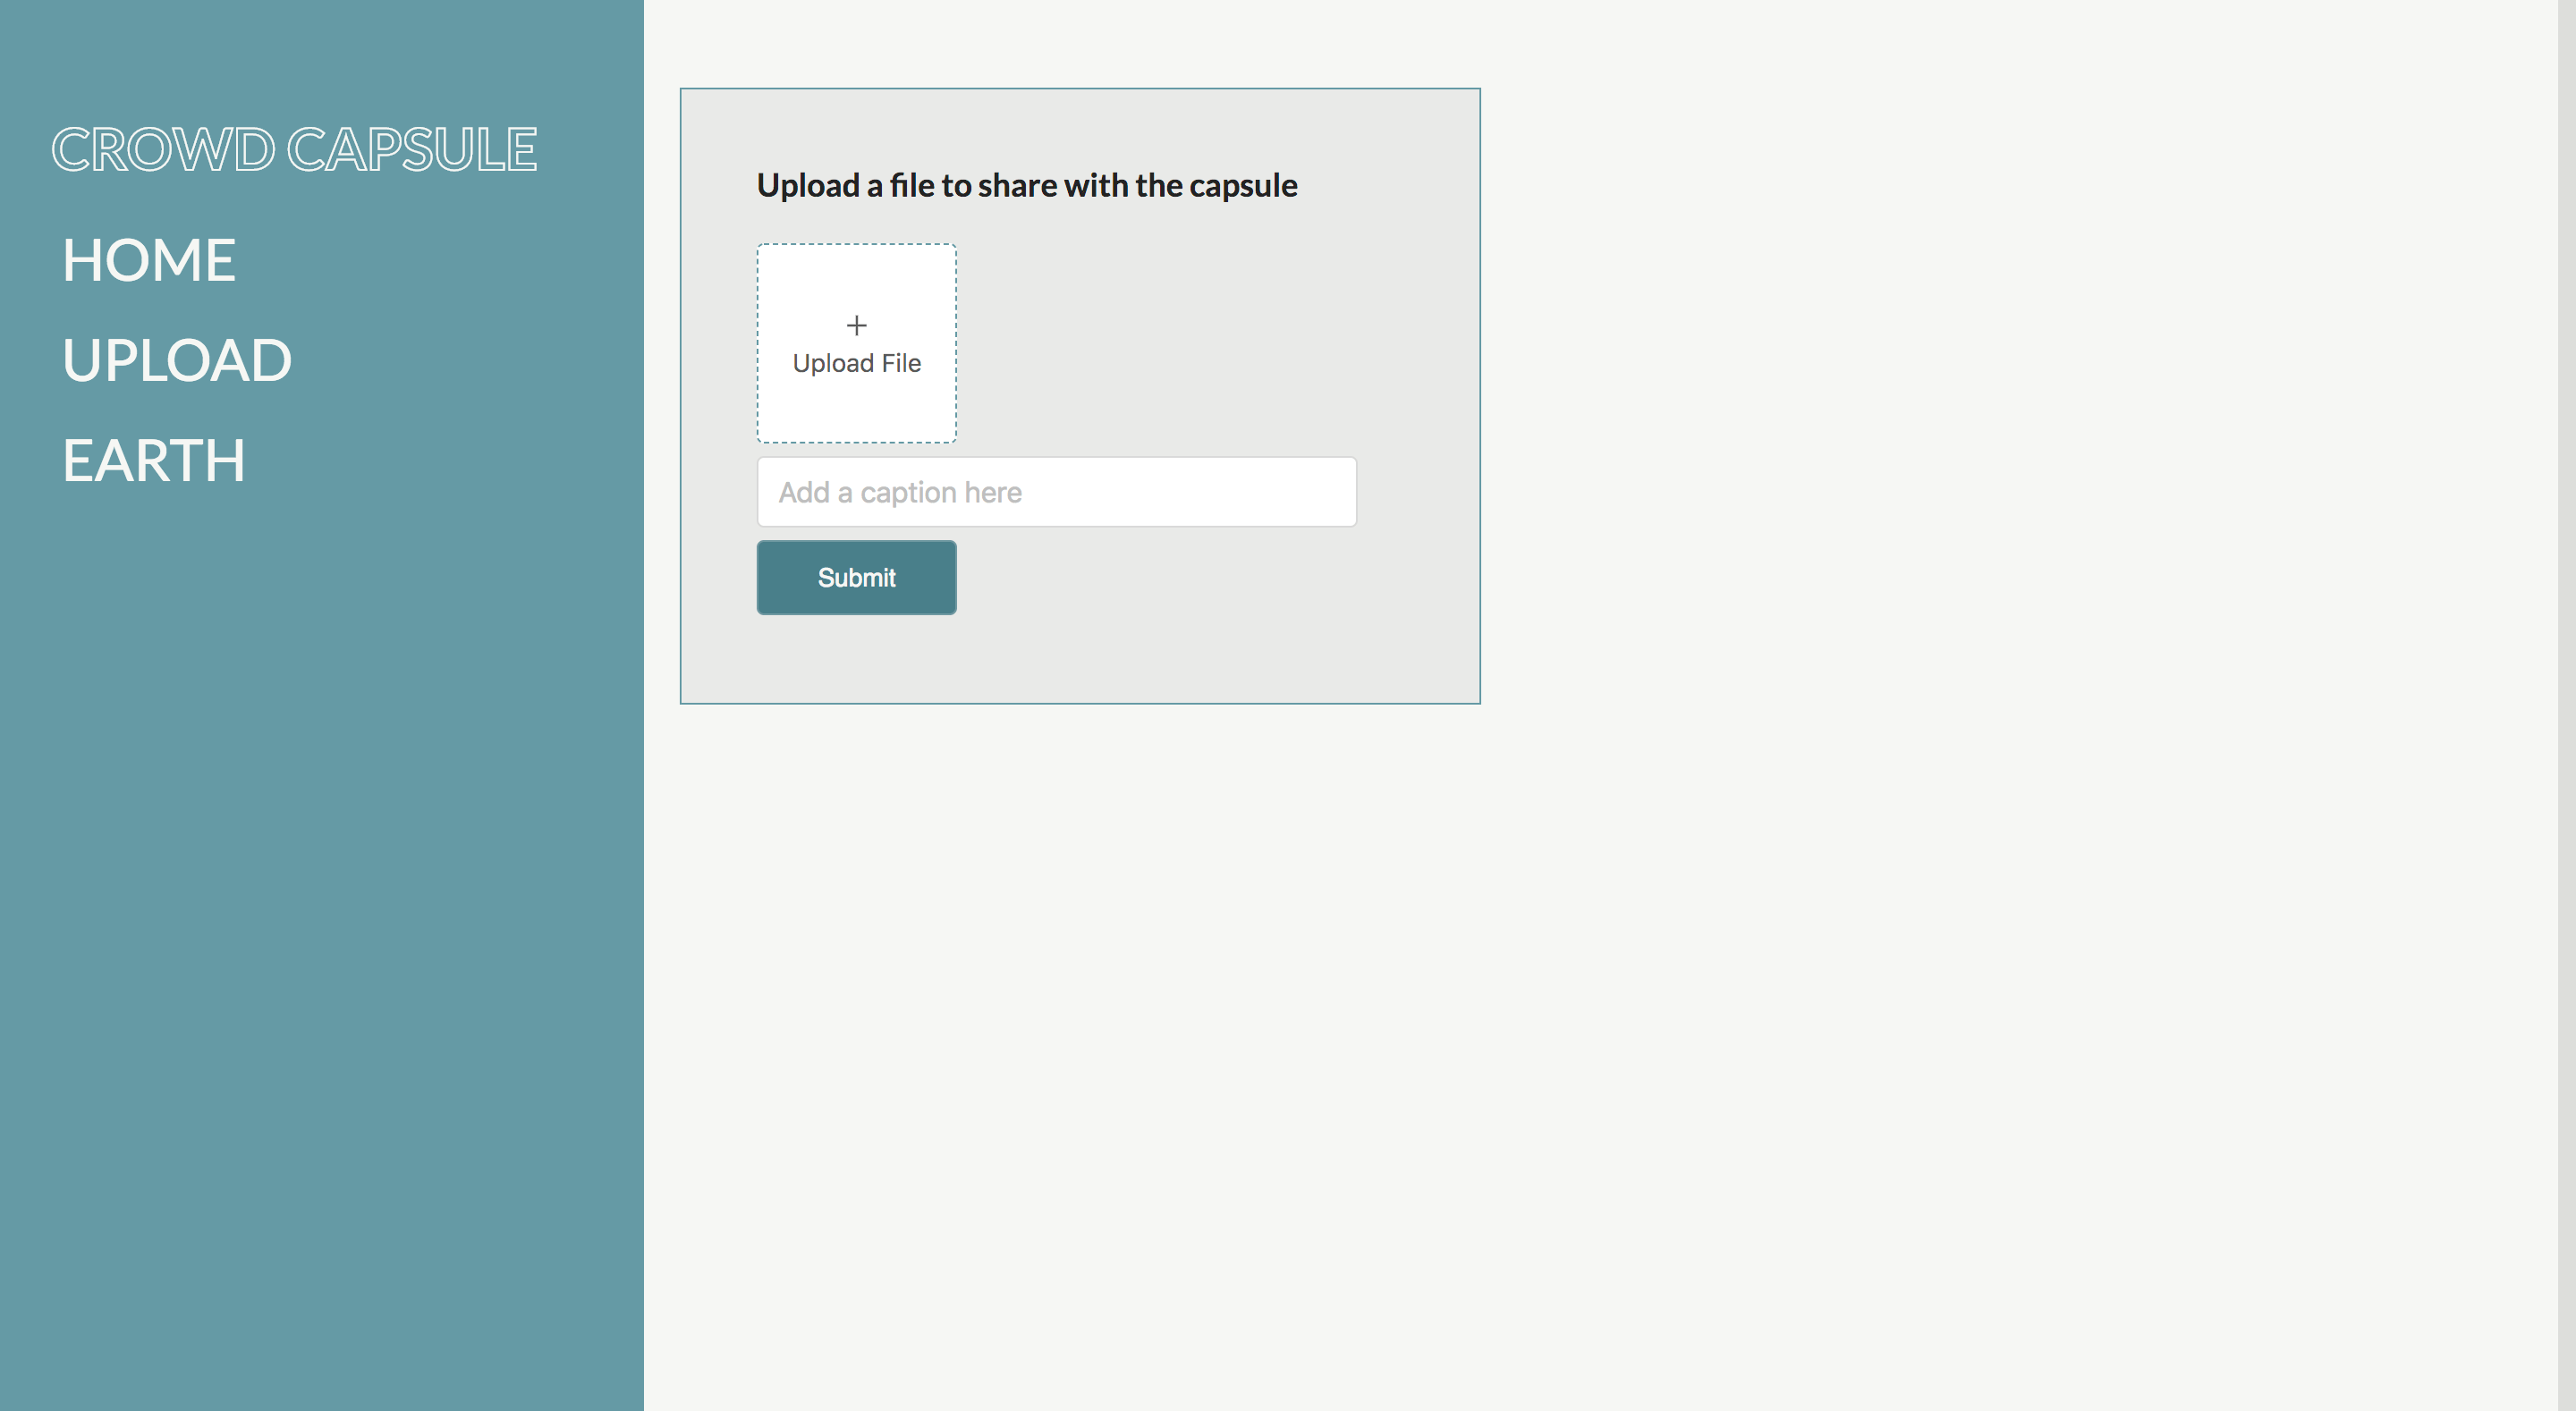 CROWD CAPSULE
HOME
UPLOAD
EARTH
Upload a file to share with the capsule
+
Upload File
Add a caption here
Submit